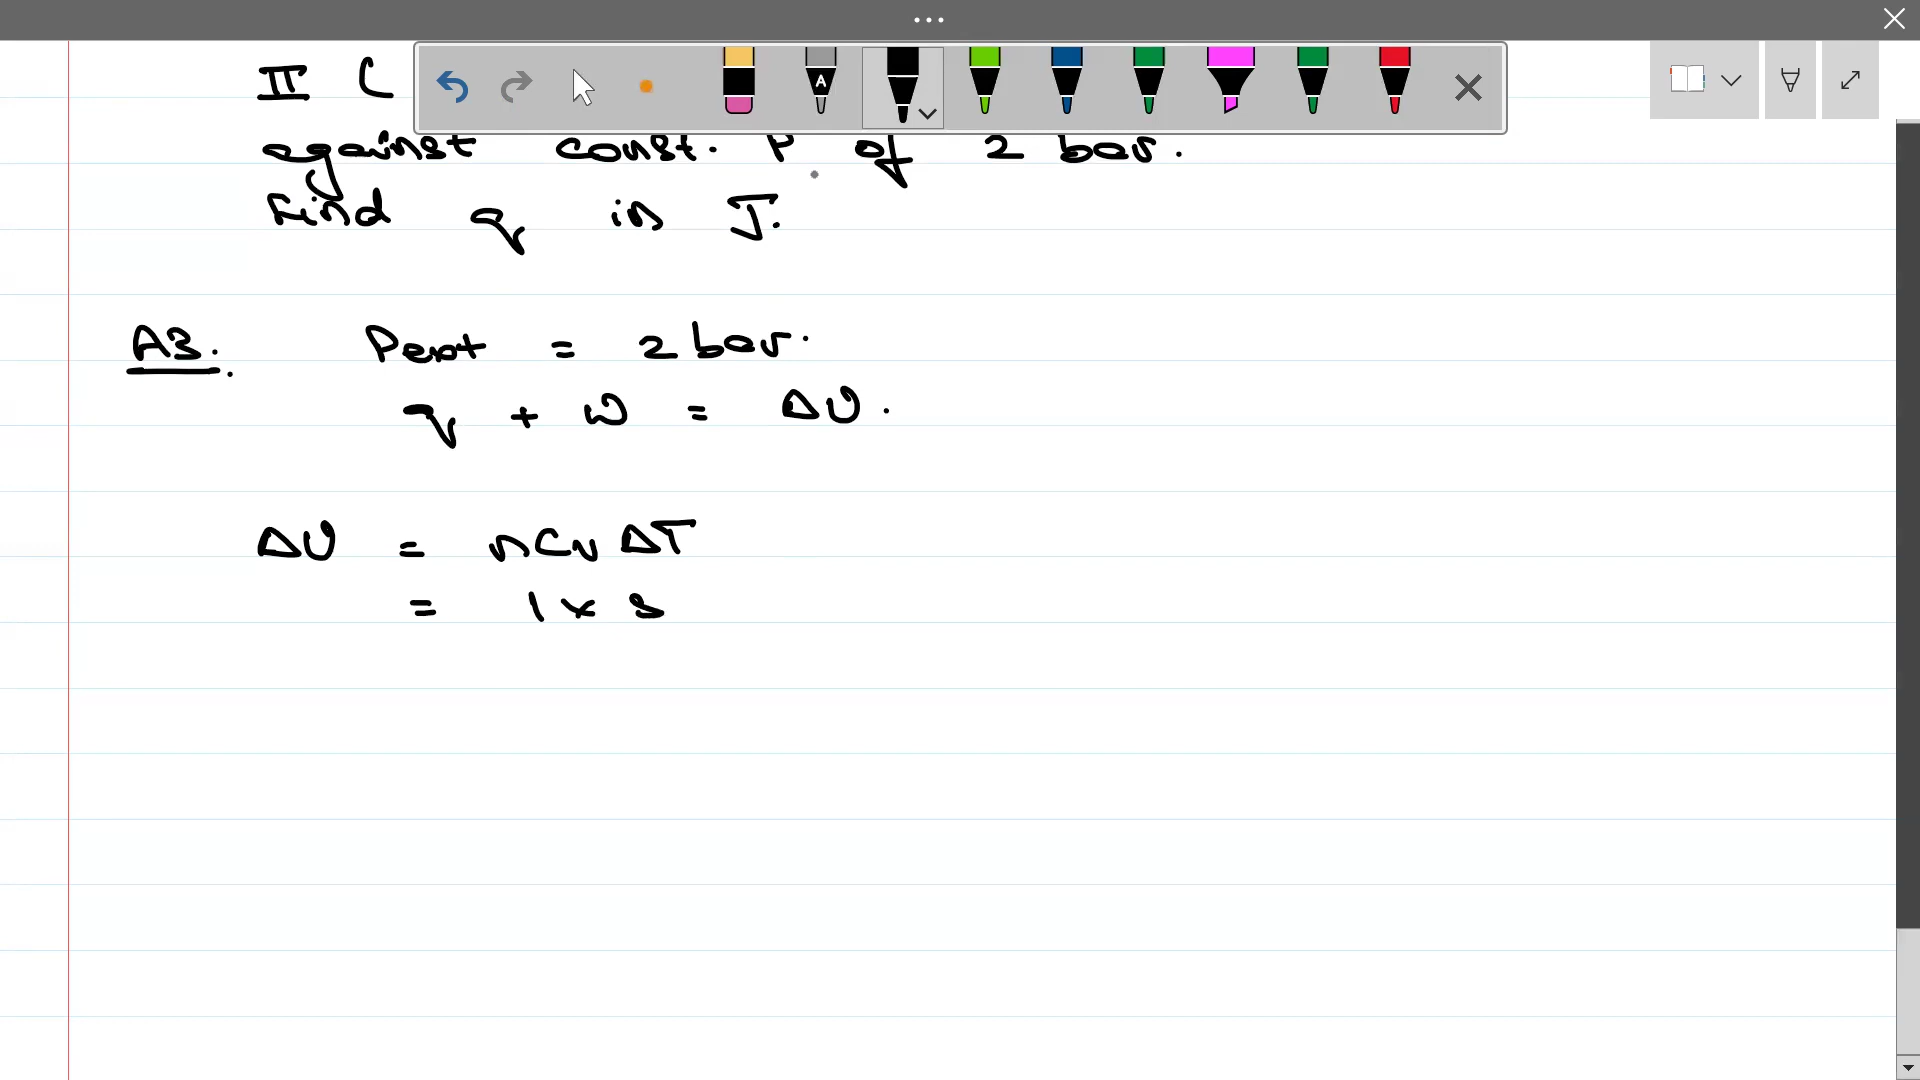 II (
against const. P of 2 bar.
Find q in J.
A3. Pext = 2 bar.
q + w = ΔU.
ΔU = nCv ΔT
= 1 × 3